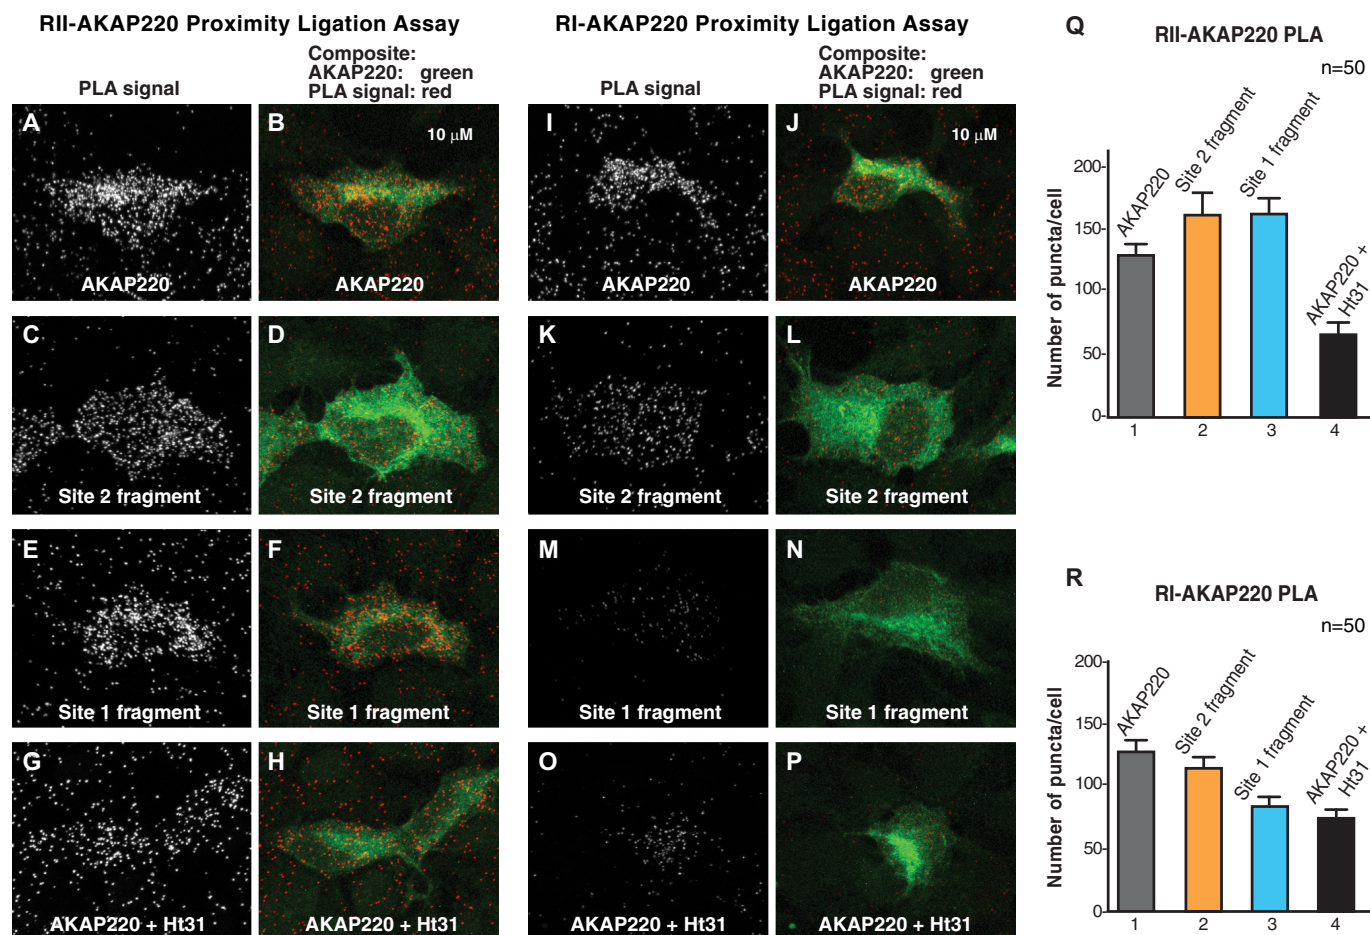 RII-AKAP220 Proximity Ligation Assay
PLA signal
Composite:
AKAP220: green
PLA signal: red
A
AKAP220
B
10 μM
AKAP220
C
Site 2 fragment
D
Site 2 fragment
E
Site 1 fragment
F
Site 1 fragment
G
AKAP220 + Ht31
H
AKAP220 + Ht31
RI-AKAP220 Proximity Ligation Assay
PLA signal
Composite:
AKAP220: green
PLA signal: red
I
AKAP220
J
10 μM
AKAP220
K
Site 2 fragment
L
Site 2 fragment
M
Site 1 fragment
N
Site 1 fragment
O
AKAP220 + Ht31
P
AKAP220 + Ht31
Q
RII-AKAP220 PLA
n=50
Number of puncta/cell
200
150
100
50
0
AKAP220
Site 2 fragment
Site 1 fragment
AKAP220 +
Ht31
1 2 3 4
R
RI-AKAP220 PLA
n=50
Number of puncta/cell
200
150
100
50
0
AKAP220
Site 2 fragment
Site 1 fragment
AKAP220 +
Ht31
1 2 3 4